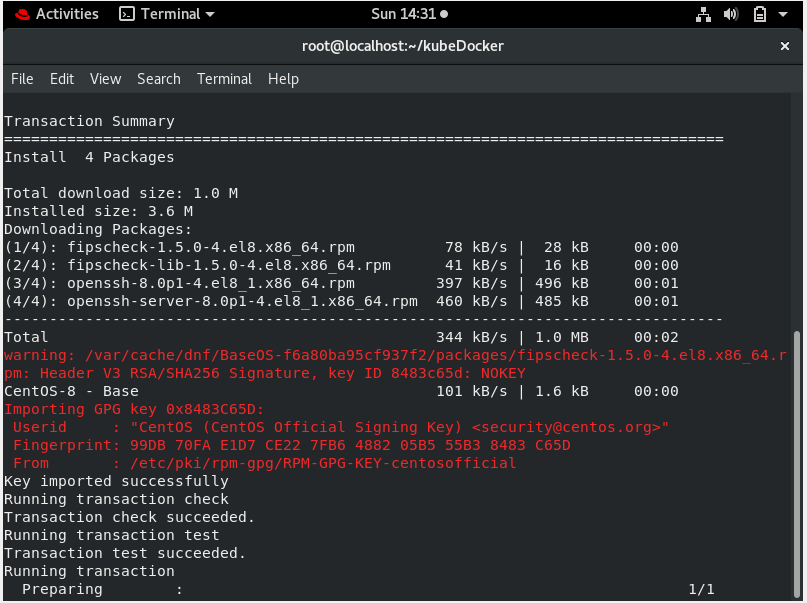 Activities Terminal Sun 14:31
root@localhost:~/kubeDocker ×
File Edit View Search Terminal Help
Transaction Summary
================================================================================
Install  4 Packages
Total download size: 1.0 M
Installed size: 3.6 M
Downloading Packages:
(1/4): fipscheck-1.5.0-4.el8.x86_64.rpm          78 kB/s |  28 kB     00:00
(2/4): fipscheck-lib-1.5.0-4.el8.x86_64.rpm      41 kB/s |  16 kB     00:00
(3/4): openssh-8.0p1-4.el8_1.x86_64.rpm         397 kB/s | 496 kB     00:01
(4/4): openssh-server-8.0p1-4.el8_1.x86_64.rpm  460 kB/s | 485 kB     00:01
--------------------------------------------------------------------------------
Total                                           344 kB/s | 1.0 MB     00:02
warning: /var/cache/dnf/BaseOS-f6a80ba95cf937f2/packages/fipscheck-1.5.0-4.el8.x86_64.r
pm: Header V3 RSA/SHA256 Signature, key ID 8483c65d: NOKEY
CentOS-8 - Base                                 101 kB/s | 1.6 kB     00:00
Importing GPG key 0x8483C65D:
 Userid     : "CentOS (CentOS Official Signing Key) <security@centos.org>"
 Fingerprint: 99DB 70FA E1D7 CE22 7FB6 4882 05B5 55B3 8483 C65D
 From       : /etc/pki/rpm-gpg/RPM-GPG-KEY-centosofficial
Key imported successfully
Running transaction check
Transaction check succeeded.
Running transaction test
Transaction test succeeded.
Running transaction
  Preparing        :                                                        1/1